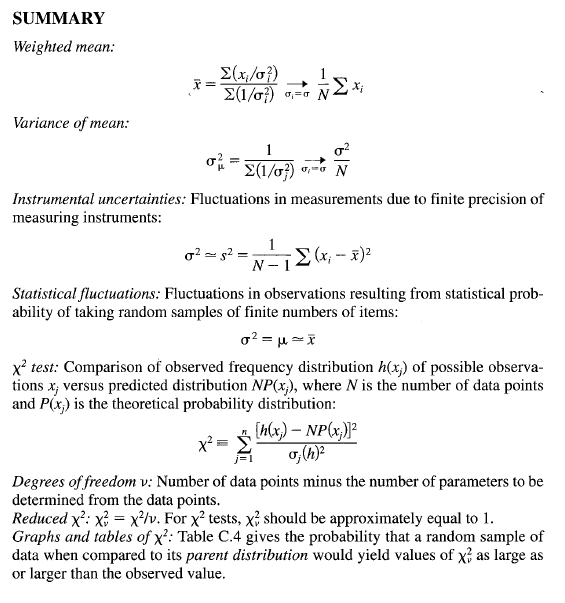 SUMMARY
Weighted mean:
x̄ = Σ(xᵢ/σᵢ²) / Σ(1/σᵢ²) →_{σᵢ=σ} 1/N Σ xᵢ
Variance of mean:
σ_μ² = 1 / Σ(1/σⱼ²) →_{σᵢ=σ} σ²/N
Instrumental uncertainties: Fluctuations in measurements due to finite precision of
measuring instruments:
σ² ≃ s² = 1/(N − 1) Σ (xᵢ − x̄)²
Statistical fluctuations: Fluctuations in observations resulting from statistical prob-
ability of taking random samples of finite numbers of items:
σ² = μ ≃ x̄
χ² test: Comparison of observed frequency distribution h(xⱼ) of possible observa-
tions xⱼ versus predicted distribution NP(xⱼ), where N is the number of data points
and P(xⱼ) is the theoretical probability distribution:
χ² ≡ Σ_{j=1}^{n} [h(xⱼ) − NP(xⱼ)]² / σⱼ(h)²
Degrees of freedom ν: Number of data points minus the number of parameters to be
determined from the data points.
Reduced χ²: χ_ν² = χ²/ν. For χ² tests, χ_ν² should be approximately equal to 1.
Graphs and tables of χ²: Table C.4 gives the probability that a random sample of
data when compared to its parent distribution would yield values of χ_ν² as large as
or larger than the observed value.